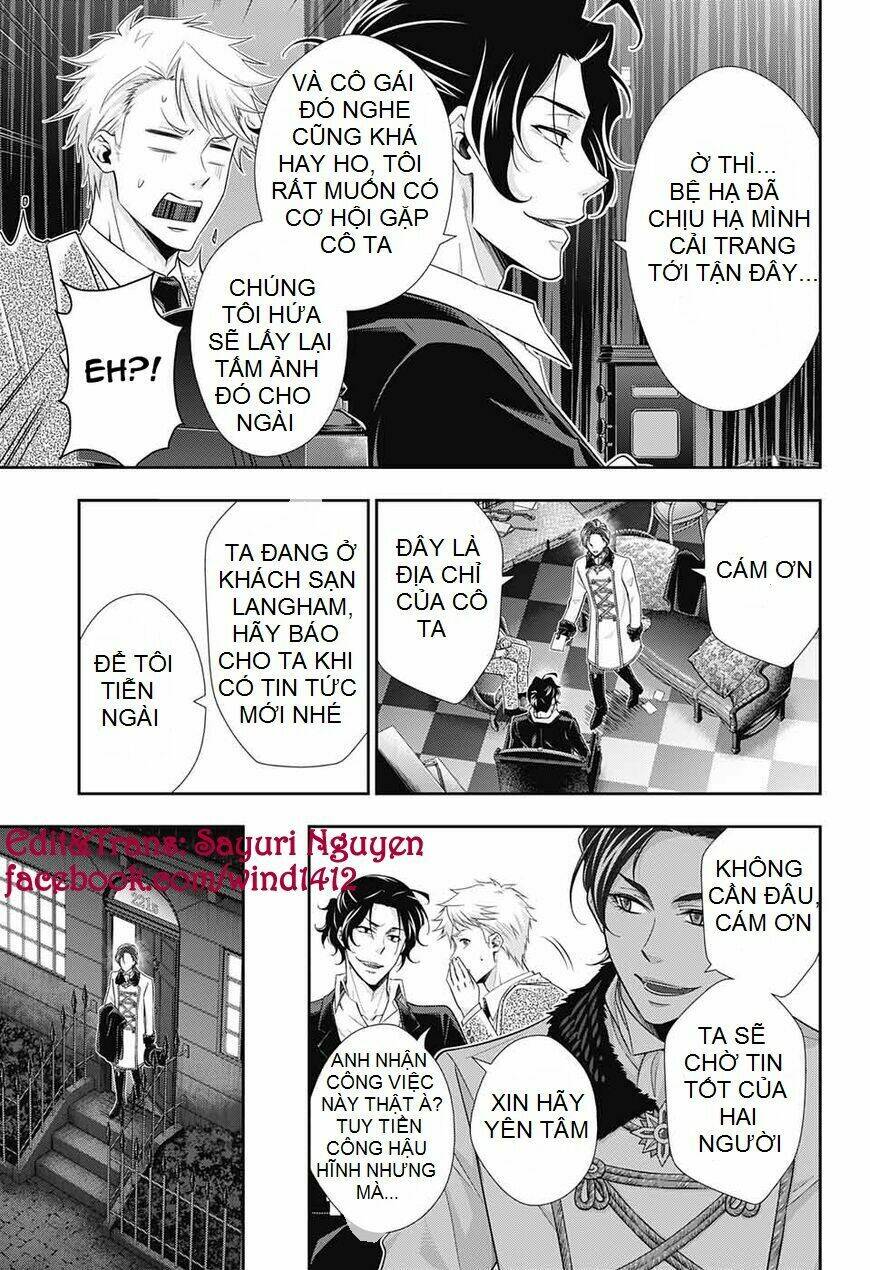 Ờ THÌ...
BỆ HẠ ĐÃ
CHỊU HẠ MÌNH
CẢI TRANG
TỚI TẬN ĐÂY...
VÀ CÔ GÁI
ĐÓ NGHE
CŨNG KHÁ
HAY HO, TÔI
RẤT MUỐN CÓ
CƠ HỘI GẶP
CÔ TA
CHÚNG
TÔI HỨA
SẼ LẤY LẠI
TẤM ẢNH
ĐÓ CHO
NGÀI
EH?!
CÁM ƠN
ĐÂY LÀ
ĐỊA CHỈ
CỦA CÔ
TA
TA ĐANG Ở
KHÁCH SẠN
LANGHAM,
HÃY BÁO
CHO TA KHI
CÓ TIN TỨC
MỚI NHÉ
ĐỂ TÔI
TIỄN
NGÀI
KHÔNG
CẦN ĐÂU,
CÁM ƠN
TA SẼ
CHỜ TIN
TỐT CỦA
HAI
NGƯỜI
XIN HÃY
YÊN TÂM
ANH NHẬN
CÔNG VIỆC
NÀY THẬT À?
TUY TIỀN
CÔNG HẬU
HĨNH NHƯNG
MÀ...
Edit&Trans: Sayuri Nguyen
facebook.com/wind1412
221B